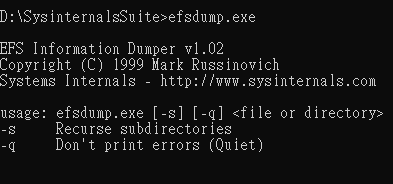 D:\SysinternalsSuite>efsdump.exe
EFS Information Dumper v1.02
Copyright (C) 1999 Mark Russinovich
Systems Internals - http://www.sysinternals.com
usage: efsdump.exe [-s] [-q] <file or directory>
-s     Recurse subdirectories
-q     Don't print errors (Quiet)